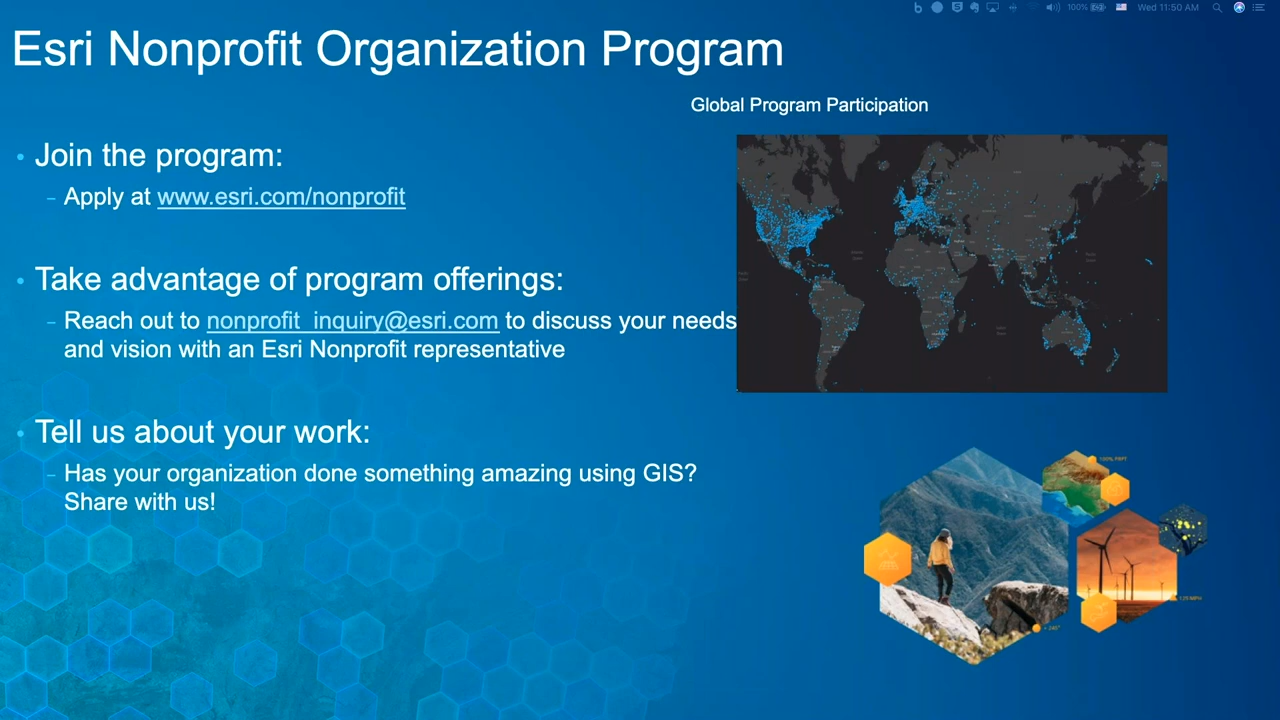 100%
Wed 11:50 AM
Esri Nonprofit Organization Program
Global Program Participation
• Join the program:
– Apply at www.esri.com/nonprofit
• Take advantage of program offerings:
– Reach out to nonprofit_inquiry@esri.com to discuss your needs
and vision with an Esri Nonprofit representative
• Tell us about your work:
– Has your organization done something amazing using GIS?
Share with us!